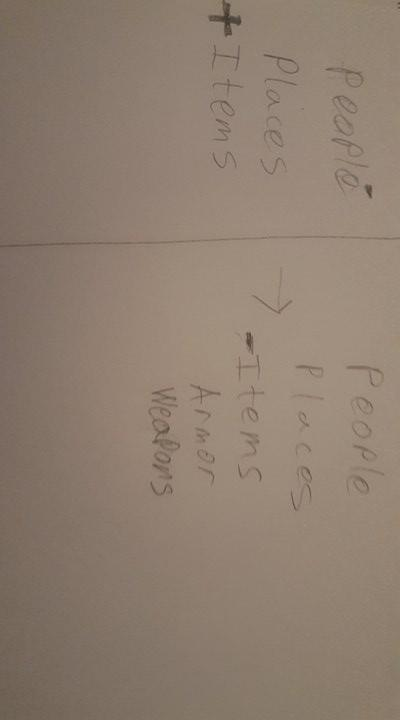 People
Places
+ Items
→
People
Places
- Items
Armor
Weapons